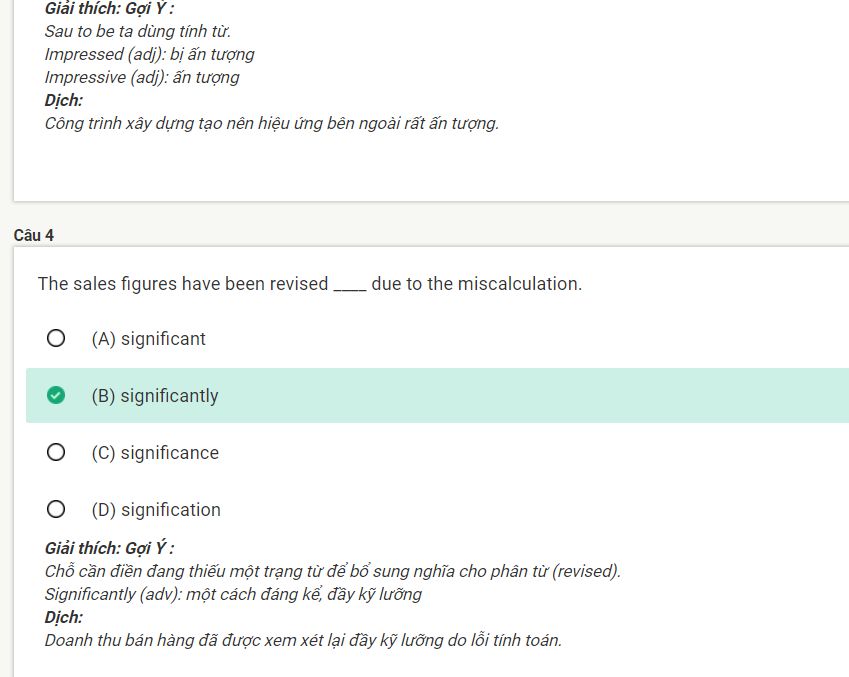 Giải thích: Gợi Ý :
Sau to be ta dùng tính từ.
Impressed (adj): bị ấn tượng
Impressive (adj): ấn tượng
Dịch:
Công trình xây dựng tạo nên hiệu ứng bên ngoài rất ấn tượng.
Câu 4
The sales figures have been revised ____ due to the miscalculation.
(A) significant
(B) significantly
(C) significance
(D) signification
Giải thích: Gợi Ý :
Chỗ cần điền đang thiếu một trạng từ để bổ sung nghĩa cho phân từ (revised).
Significantly (adv): một cách đáng kể, đầy kỹ lưỡng
Dịch:
Doanh thu bán hàng đã được xem xét lại đầy kỹ lưỡng do lỗi tính toán.